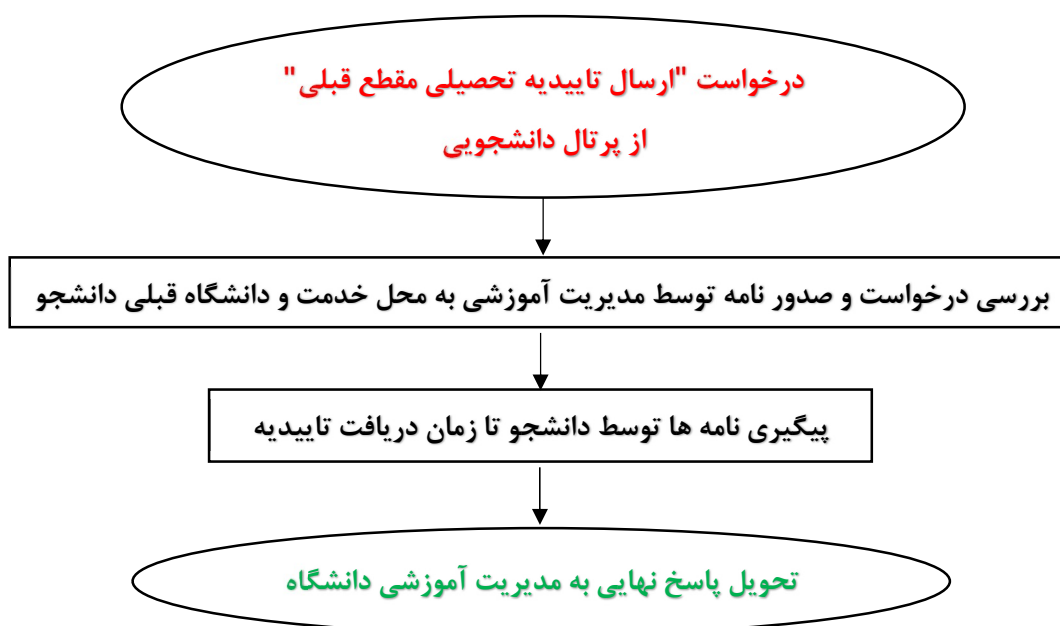 درخواست "ارسال تاییدیه تحصیلی مقطع قبلی"
از پرتال دانشجویی
بررسی درخواست و صدور نامه توسط مدیریت آموزشی به محل خدمت و دانشگاه قبلی دانشجو
پیگیری نامه ها توسط دانشجو تا زمان دریافت تاییدیه
تحویل پاسخ نهایی به مدیریت آموزشی دانشگاه